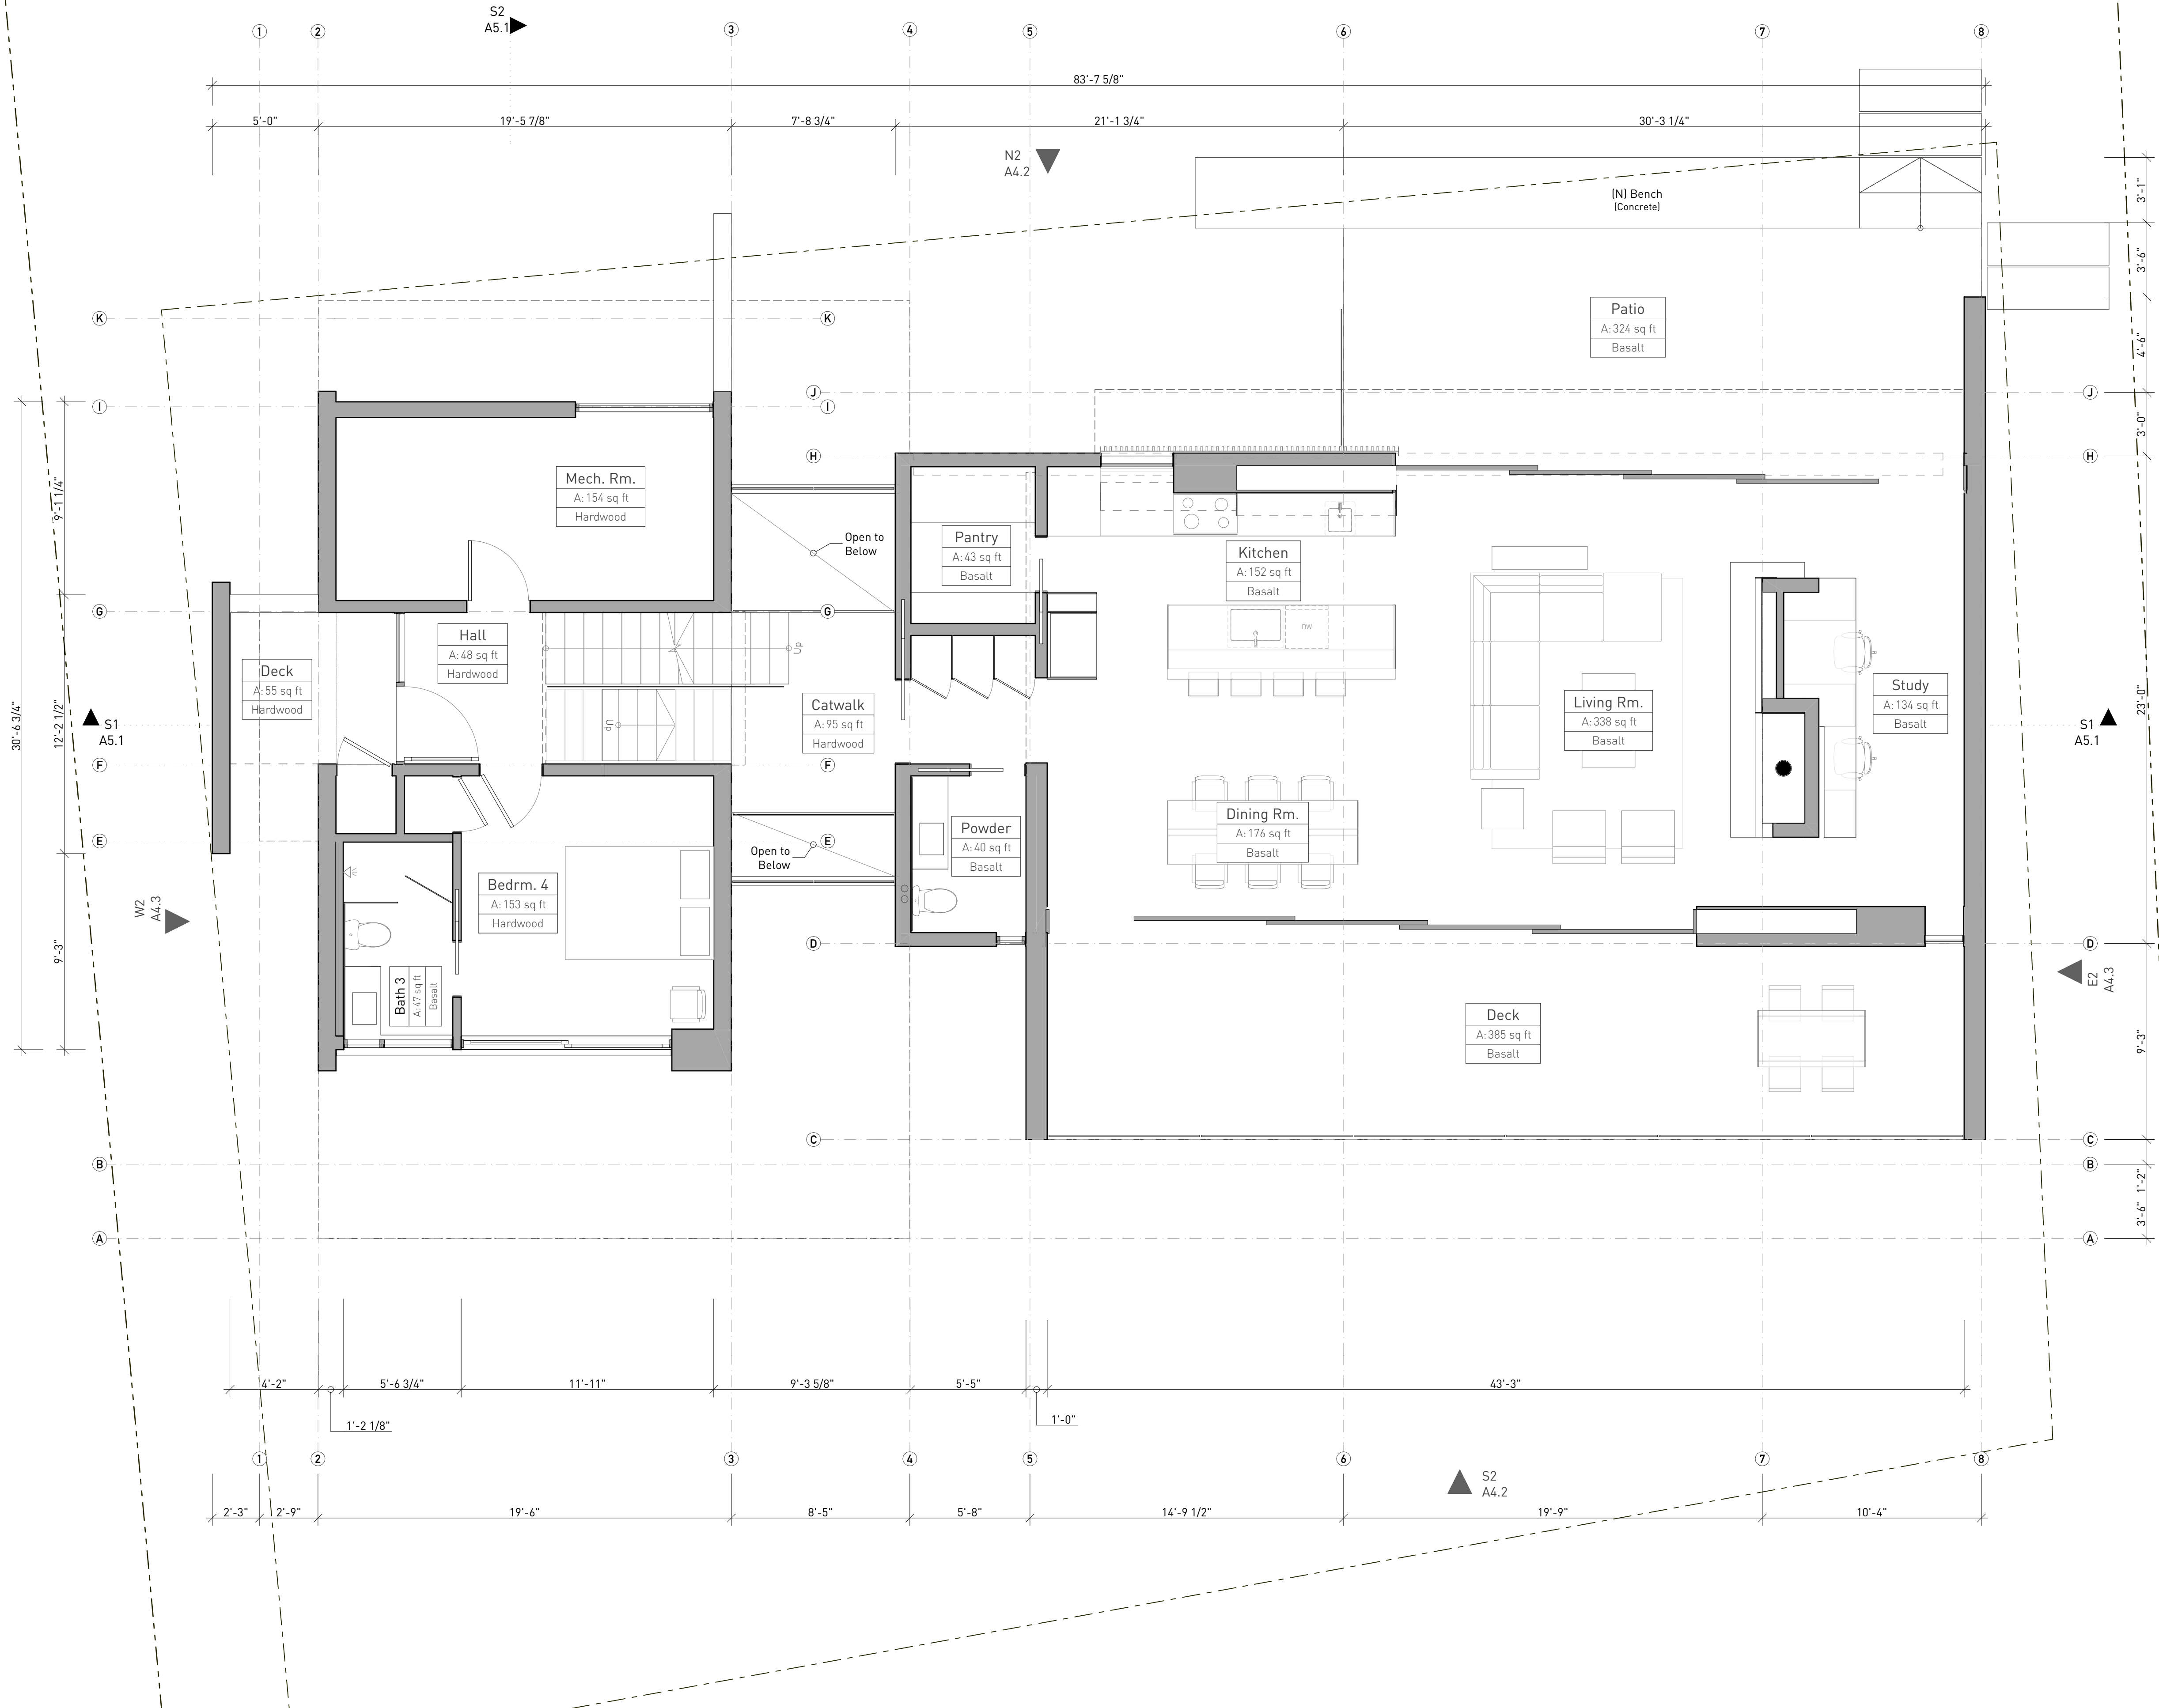 S2
A5.1
1
2
3
4
5
6
7
8
83'-7 5/8"
5'-0"
19'-5 7/8"
7'-8 3/4"
21'-1 3/4"
30'-3 1/4"
N2
A4.2
(N) Bench
(Concrete)
3'-1"
3'-6"
4'-6"
3'-0"
23'-0"
9'-3"
1'-2"
3'-6"
K
K
Patio
A: 324 sq ft
Basalt
I
J
I
J
H
H
Mech. Rm.
A: 154 sq ft
Hardwood
9'-11 1/4"
12'-2 1/2"
9'-3"
30'-6 3/4"
Open to
Below
Pantry
A: 43 sq ft
Basalt
Kitchen
A: 152 sq ft
Basalt
G
G
DW
Hall
A: 48 sq ft
Hardwood
Up
Up
Deck
A: 55 sq ft
Hardwood
Catwalk
A: 95 sq ft
Hardwood
Living Rm.
A: 338 sq ft
Basalt
Study
A: 134 sq ft
Basalt
S1
A5.1
S1
A5.1
F
F
Dining Rm.
A: 176 sq ft
Basalt
Powder
A: 40 sq ft
Basalt
E
E
Open to
Below
Bedrm. 4
A: 153 sq ft
Hardwood
W2
A4.3
Bath 3
A: 47 sq ft
Basalt
D
D
E2
A4.3
Deck
A: 385 sq ft
Basalt
C
C
B
B
A
A
4'-2"
5'-6 3/4"
11'-11"
9'-3 5/8"
5'-5"
43'-3"
1'-2 1/8"
1'-0"
1
2
3
4
5
6
7
8
S2
A4.2
2'-3"
2'-9"
19'-6"
8'-5"
5'-8"
14'-9 1/2"
19'-9"
10'-4"